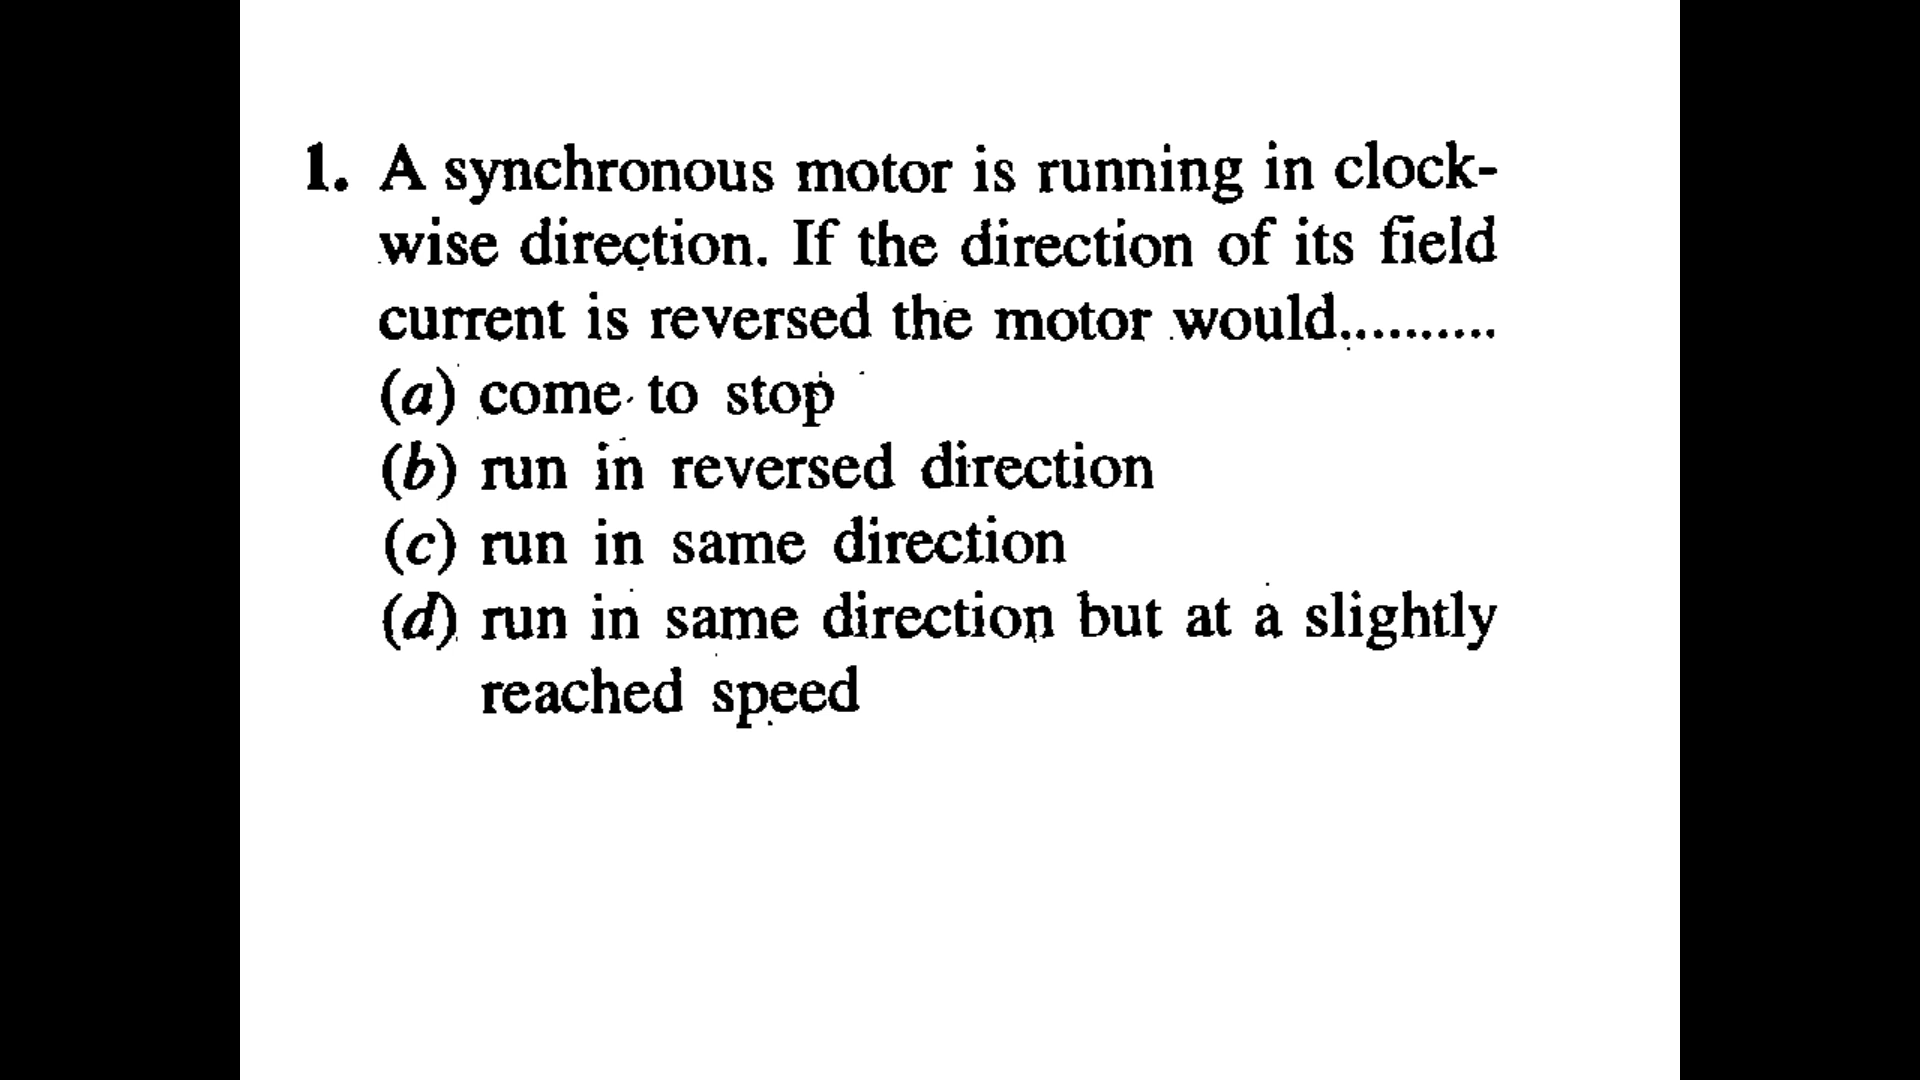 1. A synchronous motor is running in clock-
wise direction. If the direction of its field
current is reversed the motor would..........
(a) come to stop
(b) run in reversed direction
(c) run in same direction
(d) run in same direction but at a slightly
reached speed